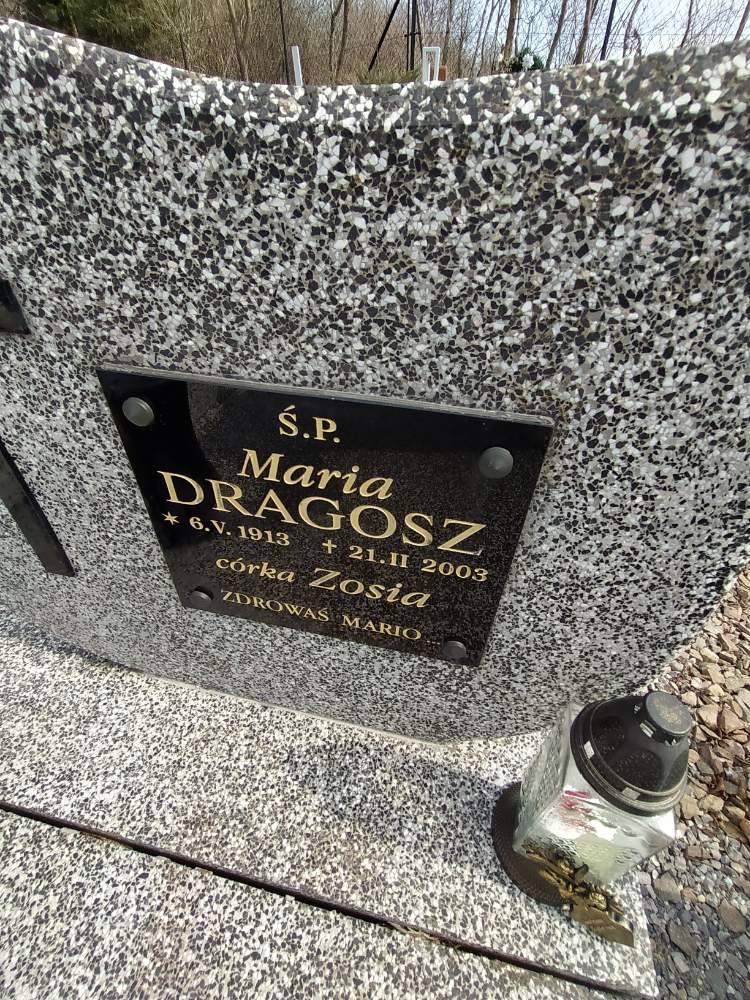 Ś.P.
Maria
DRAGOSZ
* 6.V. 1913 † 21.II 2003
córka Zosia
ZDROWAŚ MARIO...